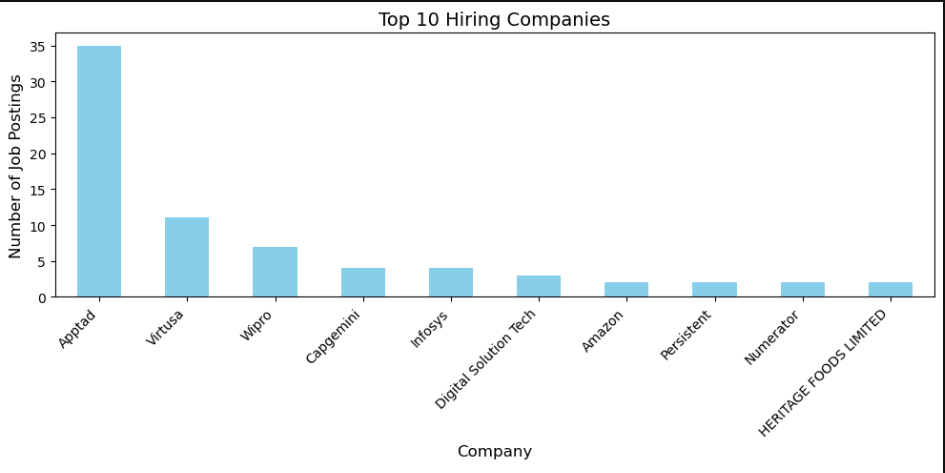 Top 10 Hiring Companies
Number of Job Postings
35
30
25
20
15
10
5
0
Apptad
Virtusa
Wipro
Capgemini
Infosys
Digital Solution Tech
Amazon
Persistent
Numerator
HERITAGE FOODS LIMITED
Company